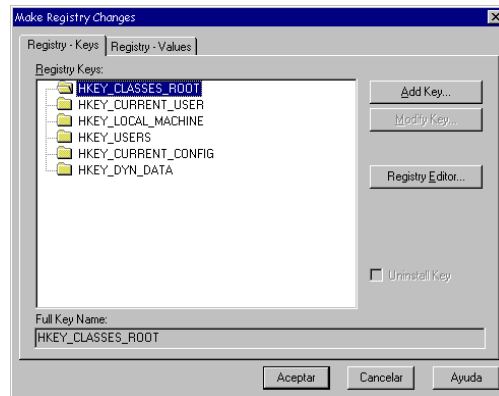 Make Registry Changes
Registry - Keys Registry - Values
Registry Keys:
HKEY_CLASSES_ROOT
HKEY_CURRENT_USER
HKEY_LOCAL_MACHINE
HKEY_USERS
HKEY_CURRENT_CONFIG
HKEY_DYN_DATA
Add Key...
Modify Key...
Registry Editor...
Uninstall Key
Full Key Name:
HKEY_CLASSES_ROOT
Aceptar Cancelar Ayuda